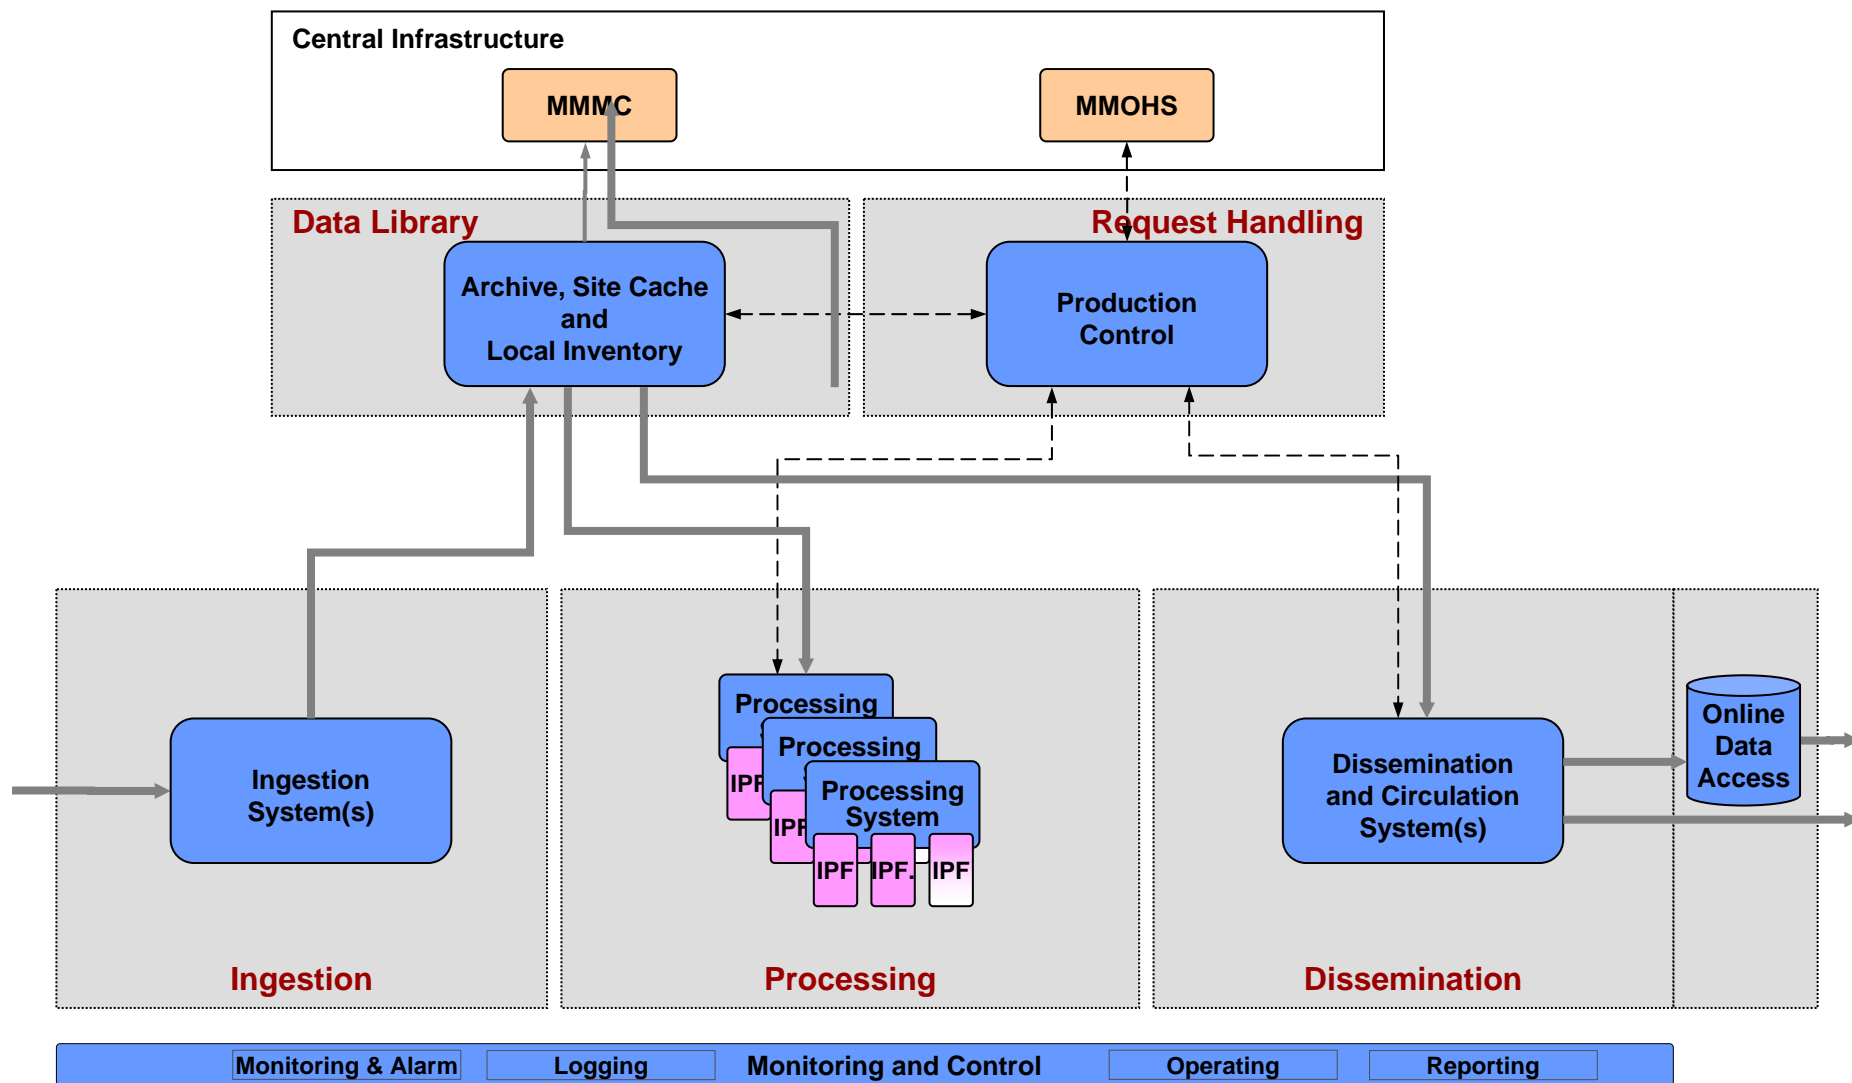 Central Infrastructure
MMMC
MMOHS
Data Library
Request Handling
Archive, Site Cache
and
Local Inventory
Production
Control
Processing
Processing
Processing
System
IPF
IPF
IPF
IPF.
IPF
Ingestion
System(s)
Dissemination
and Circulation
System(s)
Online
Data
Access
Ingestion
Processing
Dissemination
Monitoring & Alarm
Logging
Monitoring and Control
Operating
Reporting